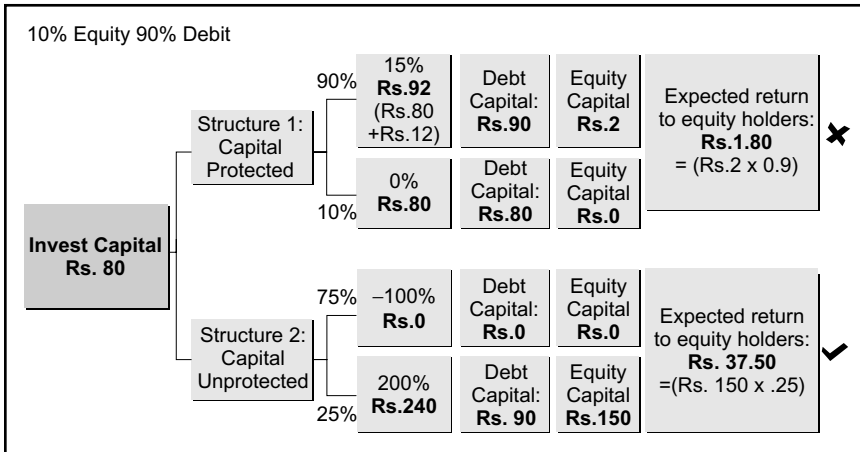 10% Equity 90% Debit
Invest Capital
Rs. 80
Structure 1:
Capital
Protected
90%
15%
Rs.92
(Rs.80
+Rs.12)
Debt
Capital:
Rs.90
Equity
Capital
Rs.2
Expected return
to equity holders:
Rs.1.80
= (Rs.2 x 0.9)
10%
0%
Rs.80
Debt
Capital:
Rs.80
Equity
Capital
Rs.0
Structure 2:
Capital
Unprotected
75%
–100%
Rs.0
Debt
Capital:
Rs.0
Equity
Capital
Rs.0
Expected return
to equity holders:
Rs. 37.50
=(Rs. 150 x .25)
25%
200%
Rs.240
Debt
Capital:
Rs. 90
Equity
Capital
Rs.150